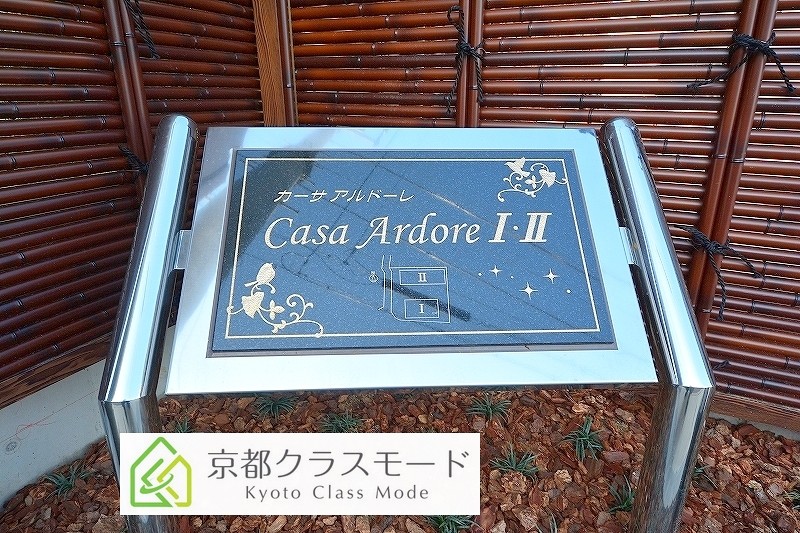 カーサ アルドーレ
Casa Ardore Ⅰ・Ⅱ
Ⅱ
Ⅰ
京都クラスモード
Kyoto Class Mode